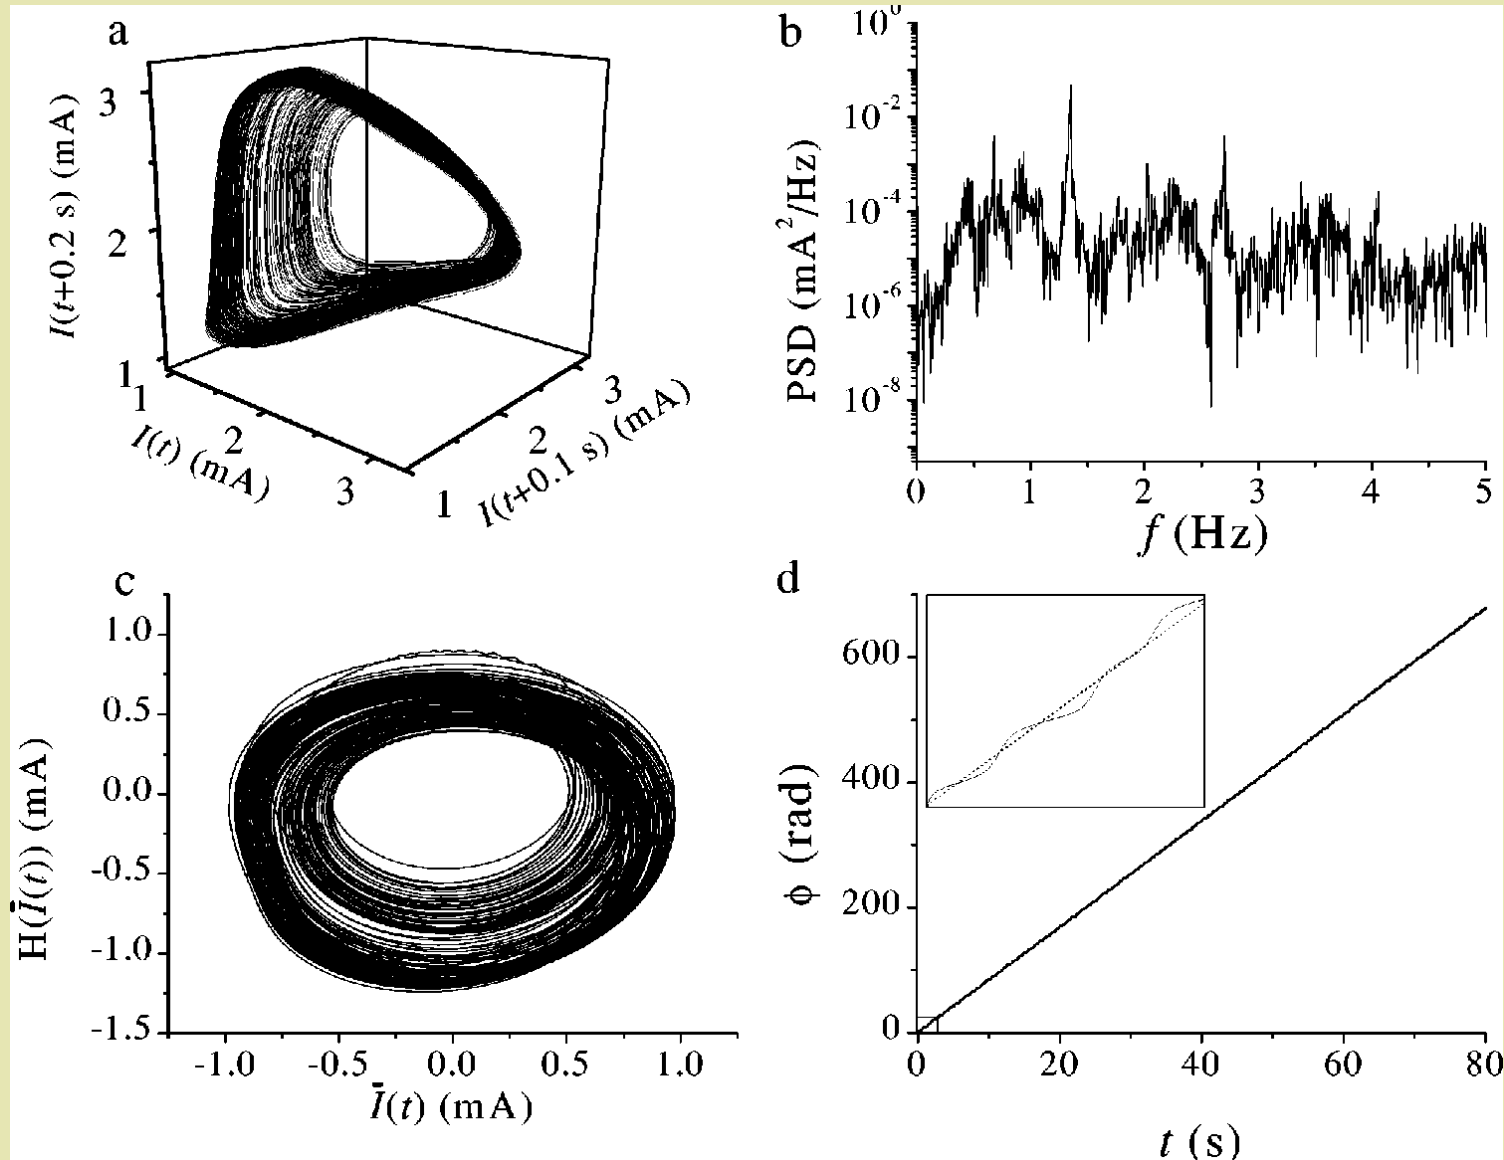 a
3
2
1
I(t+0.2 s) (mA)
1
2
3
I(t) (mA)
1
2
3
I(t+0.1 s) (mA)
b
10^0
10^-2
10^-4
10^-6
10^-8
PSD (mA^2/Hz)
0 1 2 3 4 5
f (Hz)
c
1.0
0.5
0.0
-0.5
-1.0
-1.5
H(Ī(t)) (mA)
-1.0 -0.5 0.0 0.5 1.0
Ī(t) (mA)
d
600
400
200
0
ϕ (rad)
0 20 40 60 80
t (s)